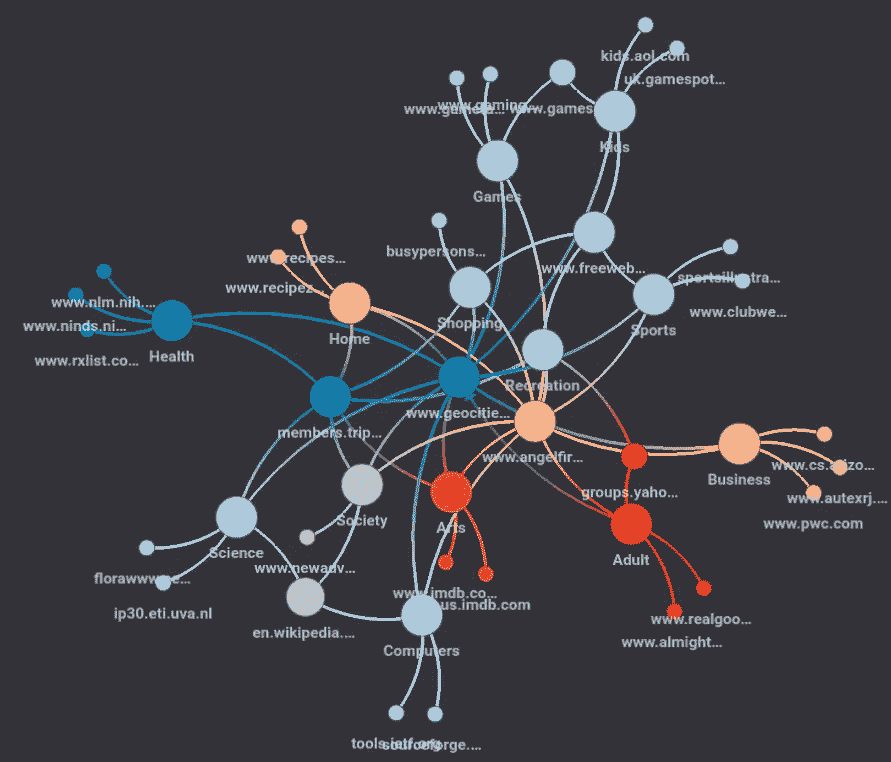 kids.aol.com
uk.gamespot...
www.gaming...
www.games
Kids
Games
busypersons...
www.freeweb...
sportsillustra...
www.recipes...
www.recipez...
www.clubwe...
www.nlm.nih....
www.ninds.ni...
Shopping
Sports
Home
Health
www.rxlist.co...
Recreation
www.geocitie...
members.trip...
www.angelfir...
www.cs.arizo...
Business
groups.yaho...
www.autexrj....
Society
Arts
www.pwc.com
Science
Adult
www.newadv...
www.imdb.co...
us.imdb.com
ip30.eti.uva.nl
www.realgoo...
en.wikipedia....
www.almight...
Computers
tools.ietf.org
sourceforge....